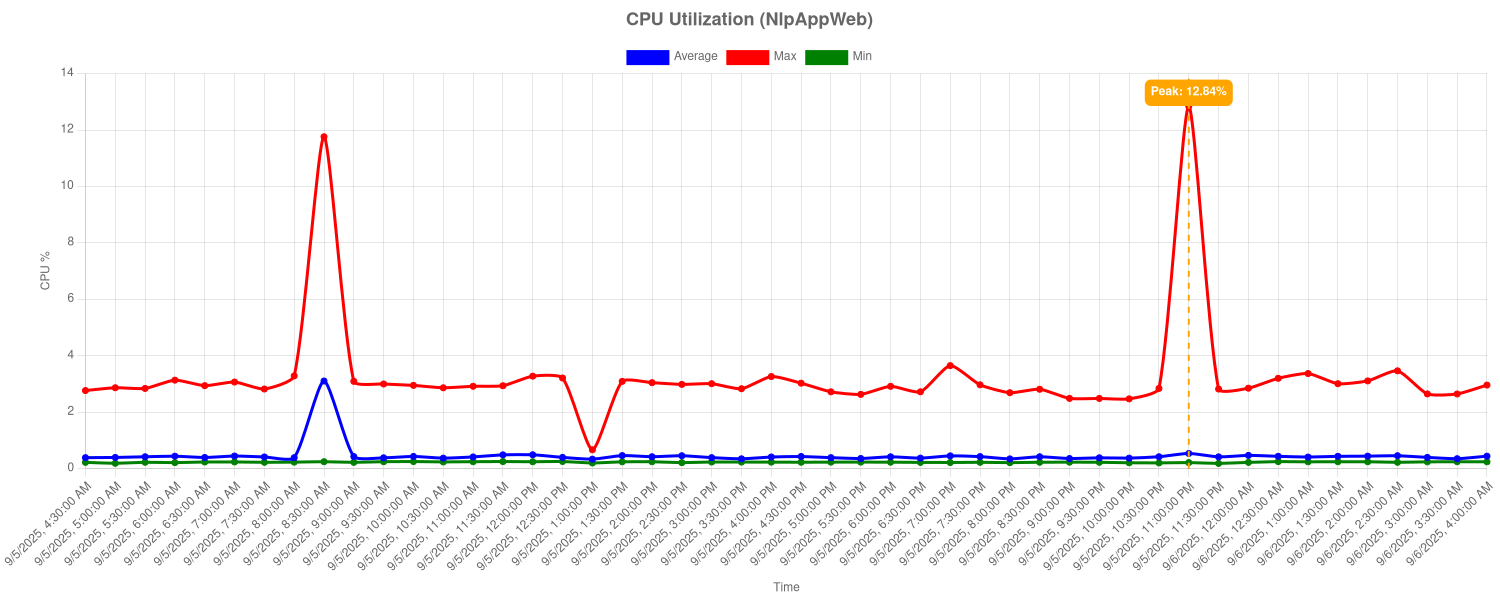 CPU Utilization (NlpAppWeb)
Average Max Min
Peak: 12.84%
14
12
10
8
6
4
2
0
CPU %
9/5/2025, 4:30:00 AM
9/5/2025, 5:00:00 AM
9/5/2025, 5:30:00 AM
9/5/2025, 6:00:00 AM
9/5/2025, 6:30:00 AM
9/5/2025, 7:00:00 AM
9/5/2025, 7:30:00 AM
9/5/2025, 8:00:00 AM
9/5/2025, 8:30:00 AM
9/5/2025, 9:00:00 AM
9/5/2025, 9:30:00 AM
9/5/2025, 10:00:00 AM
9/5/2025, 10:30:00 AM
9/5/2025, 11:00:00 AM
9/5/2025, 11:30:00 AM
9/5/2025, 12:00:00 PM
9/5/2025, 12:30:00 PM
9/5/2025, 1:00:00 PM
9/5/2025, 1:30:00 PM
9/5/2025, 2:00:00 PM
9/5/2025, 2:30:00 PM
9/5/2025, 3:00:00 PM
9/5/2025, 3:30:00 PM
9/5/2025, 4:00:00 PM
9/5/2025, 4:30:00 PM
9/5/2025, 5:00:00 PM
9/5/2025, 5:30:00 PM
9/5/2025, 6:00:00 PM
9/5/2025, 6:30:00 PM
9/5/2025, 7:00:00 PM
9/5/2025, 7:30:00 PM
9/5/2025, 8:00:00 PM
9/5/2025, 8:30:00 PM
9/5/2025, 9:00:00 PM
9/5/2025, 9:30:00 PM
9/5/2025, 10:00:00 PM
9/5/2025, 10:30:00 PM
9/5/2025, 11:00:00 PM
9/5/2025, 11:30:00 PM
9/6/2025, 12:00:00 AM
9/6/2025, 12:30:00 AM
9/6/2025, 1:00:00 AM
9/6/2025, 1:30:00 AM
9/6/2025, 2:00:00 AM
9/6/2025, 2:30:00 AM
9/6/2025, 3:00:00 AM
9/6/2025, 3:30:00 AM
9/6/2025, 4:00:00 AM
Time